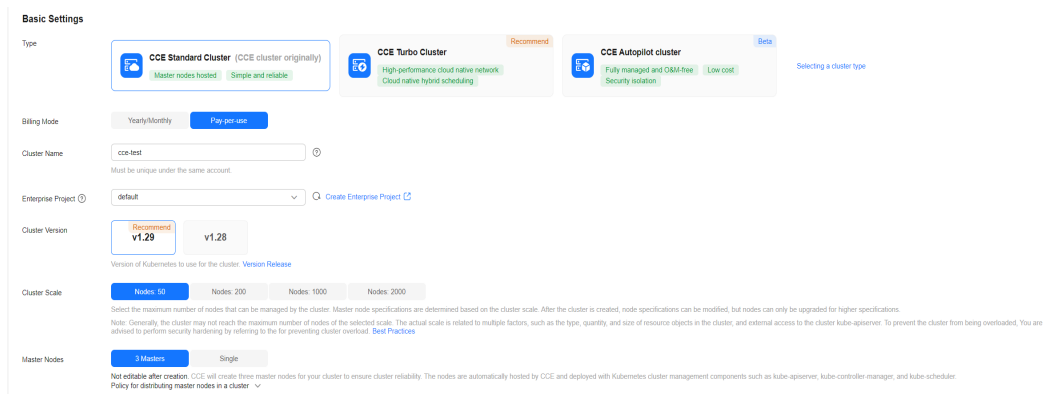 Basic Settings
Type
CCE Standard Cluster (CCE cluster originally)
Master nodes hosted Simple and reliable
Recommend
CCE Turbo Cluster
High-performance cloud native network
Cloud native hybrid scheduling
Beta
CCE Autopilot cluster
Fully managed and O&M-free Low cost
Security isolation
Selecting a cluster type
Billing Mode Yearly/Monthly Pay-per-use
Cluster Name cce-test
Must be unique under the same account.
Enterprise Project default Create Enterprise Project
Cluster Version
Recommend
v1.29 v1.28
Version of Kubernetes to use for the cluster. Version Release
Cluster Scale Nodes: 50 Nodes: 200 Nodes: 1000 Nodes: 2000
Select the maximum number of nodes that can be managed by the cluster. Master node specifications are determined based on the cluster scale. After the cluster is created, node specifications can be modified, but nodes can only be upgraded for higher specifications.
Note: Generally, the cluster may not reach the maximum number of nodes of the selected scale. The actual scale is related to multiple factors, such as the type, quantity, and size of resource objects in the cluster, and external access to the cluster kube-apiserver. To prevent the cluster from being overloaded, You are
advised to perform security hardening by referring to the for preventing cluster overload. Best Practices
Master Nodes 3 Masters Single
Not editable after creation. CCE will create three master nodes for your cluster to ensure cluster reliability. The nodes are automatically hosted by CCE and deployed with Kubernetes cluster management components such as kube-apiserver, kube-controller-manager, and kube-scheduler.
Policy for distributing master nodes in a cluster